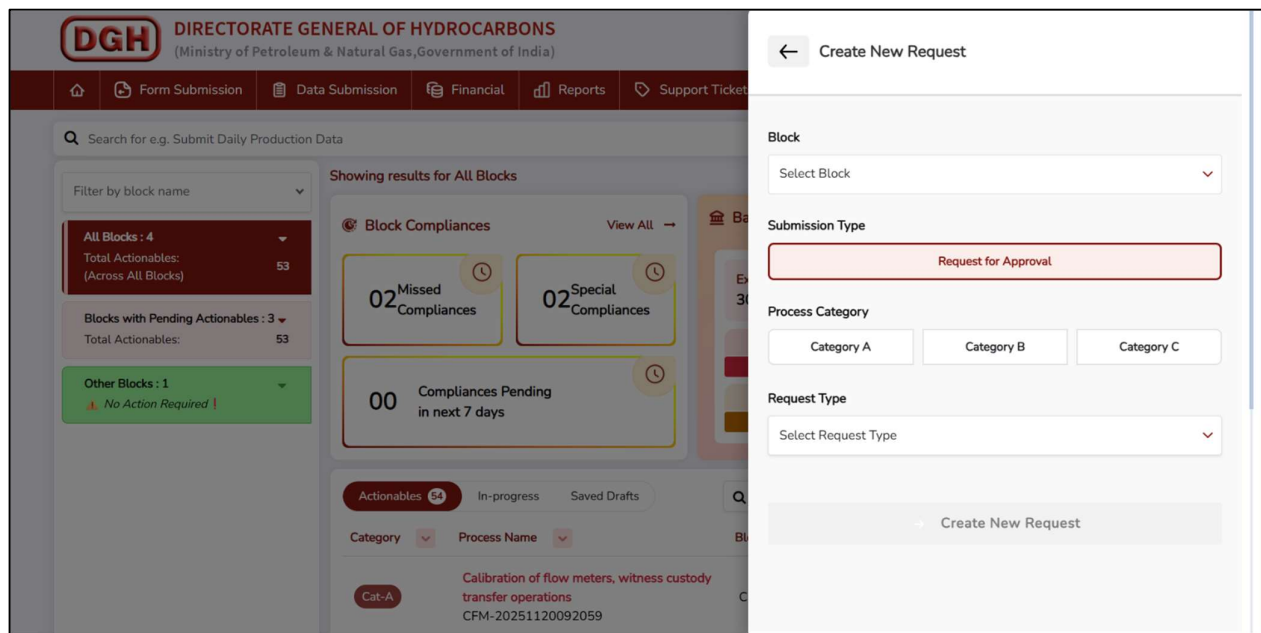 DGH
DIRECTORATE GENERAL OF HYDROCARBONS
(Ministry of Petroleum & Natural Gas,Government of India)
Form Submission
Data Submission
Financial
Reports
Support Ticket
Search for e.g. Submit Daily Production Data
Filter by block name
All Blocks : 4
Total Actionables:
(Across All Blocks)
53
Blocks with Pending Actionables : 3
Total Actionables:
53
Other Blocks : 1
No Action Required
Showing results for All Blocks
Block Compliances
View All →
02
Missed
Compliances
02
Special
Compliances
00
Compliances Pending
in next 7 days
Actionables 54
In-progress
Saved Drafts
Category
Process Name
Cat-A
Calibration of flow meters, witness custody
transfer operations
CFM-20251120092059
Create New Request
Block
Select Block
Submission Type
Request for Approval
Process Category
Category A
Category B
Category C
Request Type
Select Request Type
Create New Request